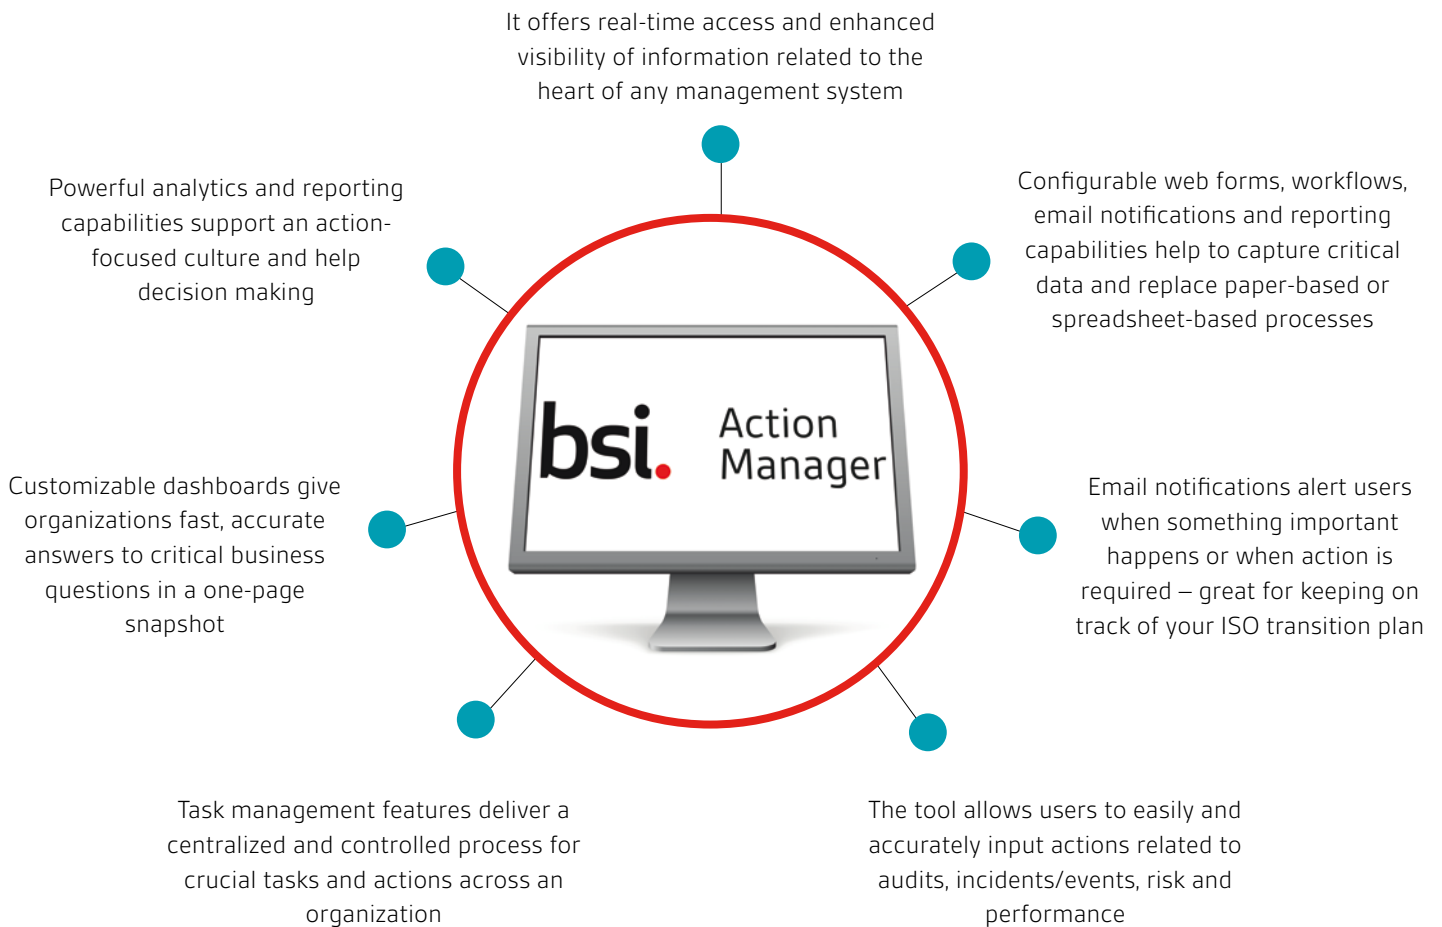 It offers real-time access and enhanced
visibility of information related to the
heart of any management system
Configurable web forms, workflows,
email notifications and reporting
capabilities help to capture critical
data and replace paper-based or
spreadsheet-based processes
Email notifications alert users
when something important
happens or when action is
required – great for keeping on
track of your ISO transition plan
The tool allows users to easily and
accurately input actions related to
audits, incidents/events, risk and
performance
Task management features deliver a
centralized and controlled process for
crucial tasks and actions across an
organization
Customizable dashboards give
organizations fast, accurate
answers to critical business
questions in a one-page
snapshot
Powerful analytics and reporting
capabilities support an action-
focused culture and help
decision making
bsi.
Action
Manager